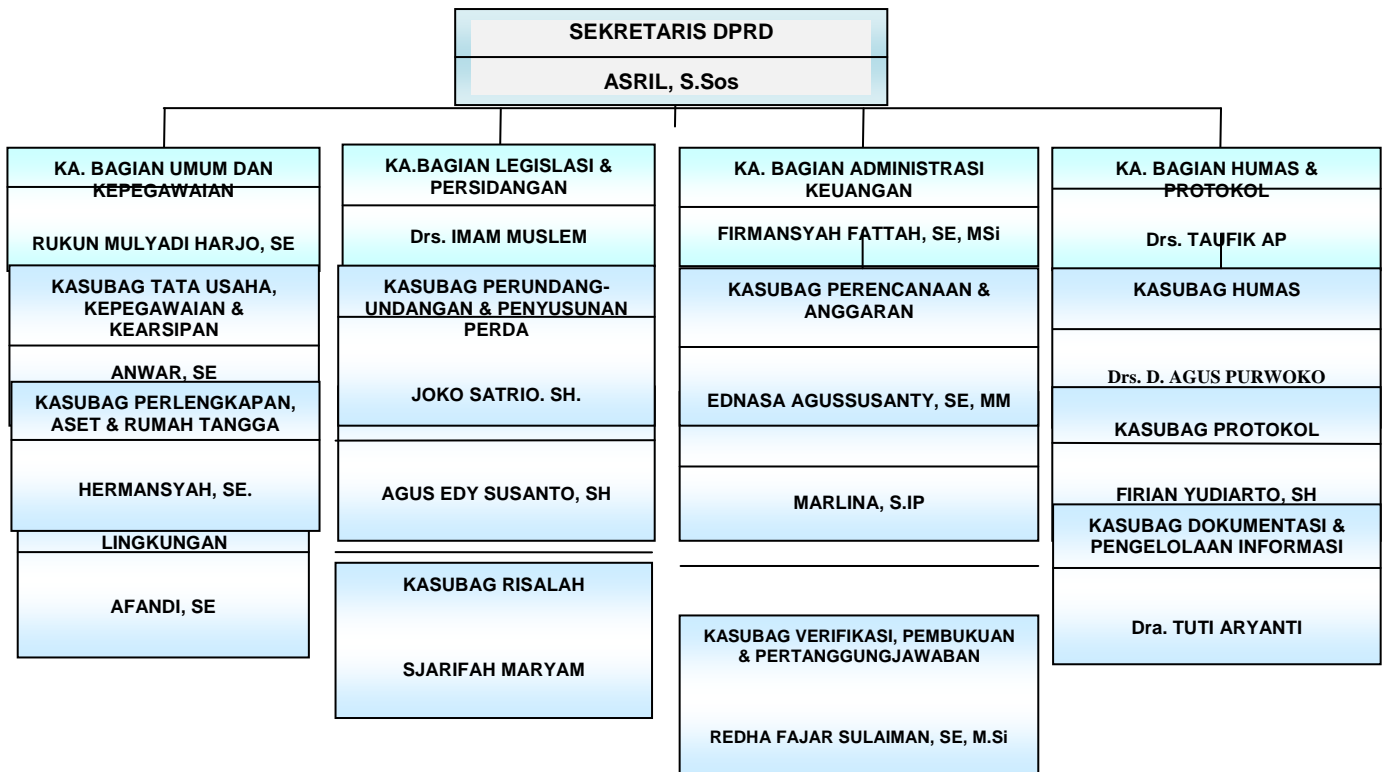 SEKRETARIS DPRD
ASRIL, S.Sos
KA. BAGIAN UMUM DAN
KEPEGAWAIAN
RUKUN MULYADI HARJO, SE
KASUBAG TATA USAHA,
KEPEGAWAIAN &
KEARSIPAN
ANWAR, SE
KASUBAG PERLENGKAPAN,
ASET & RUMAH TANGGA
HERMANSYAH, SE.
LINGKUNGAN
AFANDI, SE
KA.BAGIAN LEGISLASI &
PERSIDANGAN
Drs. IMAM MUSLEM
KASUBAG PERUNDANG-
UNDANGAN & PENYUSUNAN
PERDA
JOKO SATRIO. SH.
AGUS EDY SUSANTO, SH
KASUBAG RISALAH
SJARIFAH MARYAM
KA. BAGIAN ADMINISTRASI
KEUANGAN
FIRMANSYAH FATTAH, SE, MSi
KASUBAG PERENCANAAN &
ANGGARAN
EDNASA AGUSSUSANTY, SE, MM
MARLINA, S.IP
KASUBAG VERIFIKASI, PEMBUKUAN
& PERTANGGUNGJAWABAN
REDHA FAJAR SULAIMAN, SE, M.Si
KA. BAGIAN HUMAS &
PROTOKOL
Drs. TAUFIK AP
KASUBAG HUMAS
Drs. D. AGUS PURWOKO
KASUBAG PROTOKOL
FIRIAN YUDIARTO, SH
KASUBAG DOKUMENTASI &
PENGELOLAAN INFORMASI
Dra. TUTI ARYANTI